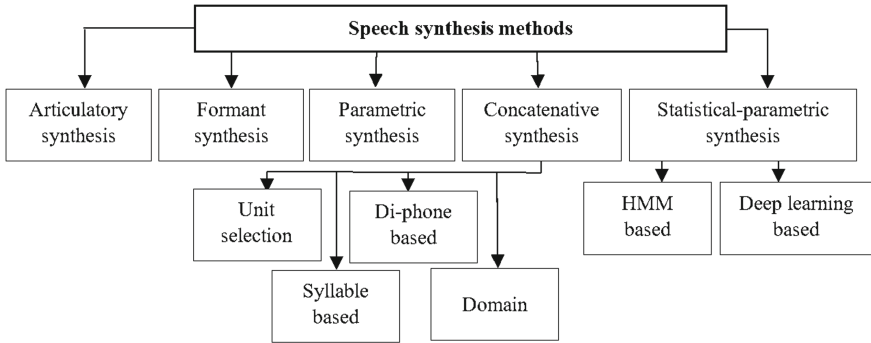 Speech synthesis methods
Articulatory
synthesis
Formant
synthesis
Parametric
synthesis
Concatenative
synthesis
Statistical-parametric
synthesis
Unit
selection
Di-phone
based
HMM
based
Deep learning
based
Syllable
based
Domain